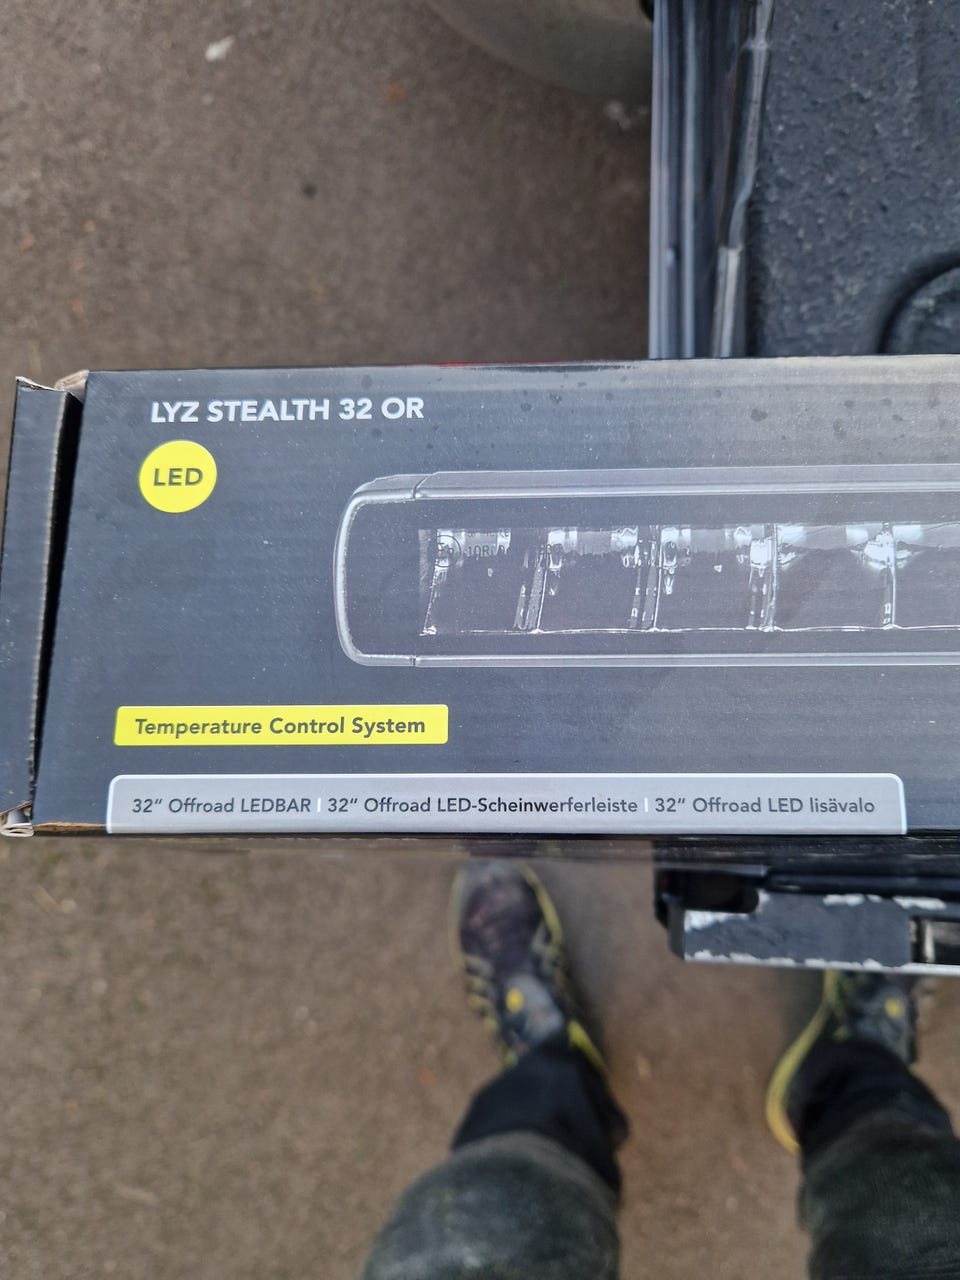 LYZ STEALTH 32 OR
LED
Temperature Control System
32“ Offroad LEDBAR | 32“ Offroad LED-Scheinwerferleiste | 32“ Offroad LED lisävalo